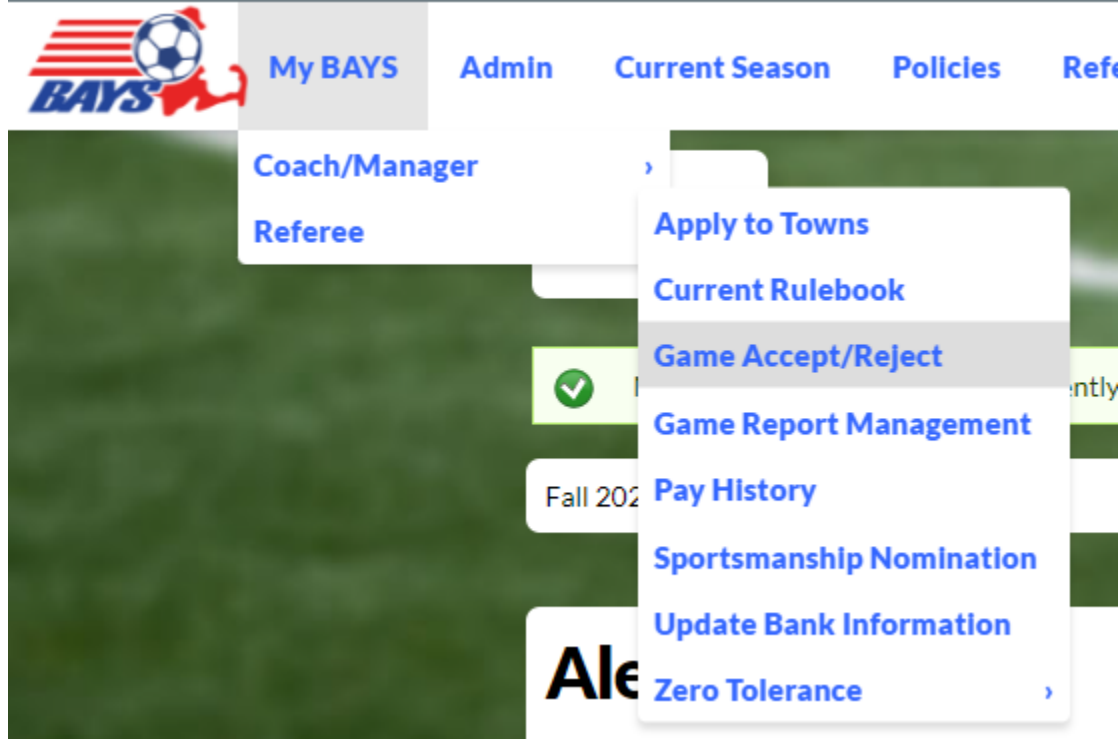 BAYS
My BAYS Admin Current Season Policies
Coach/Manager ›
Referee
Apply to Towns
Current Rulebook
Game Accept/Reject
Game Report Management
Fall Pay History
Sportsmanship Nomination
Update Bank Information
Zero Tolerance ›